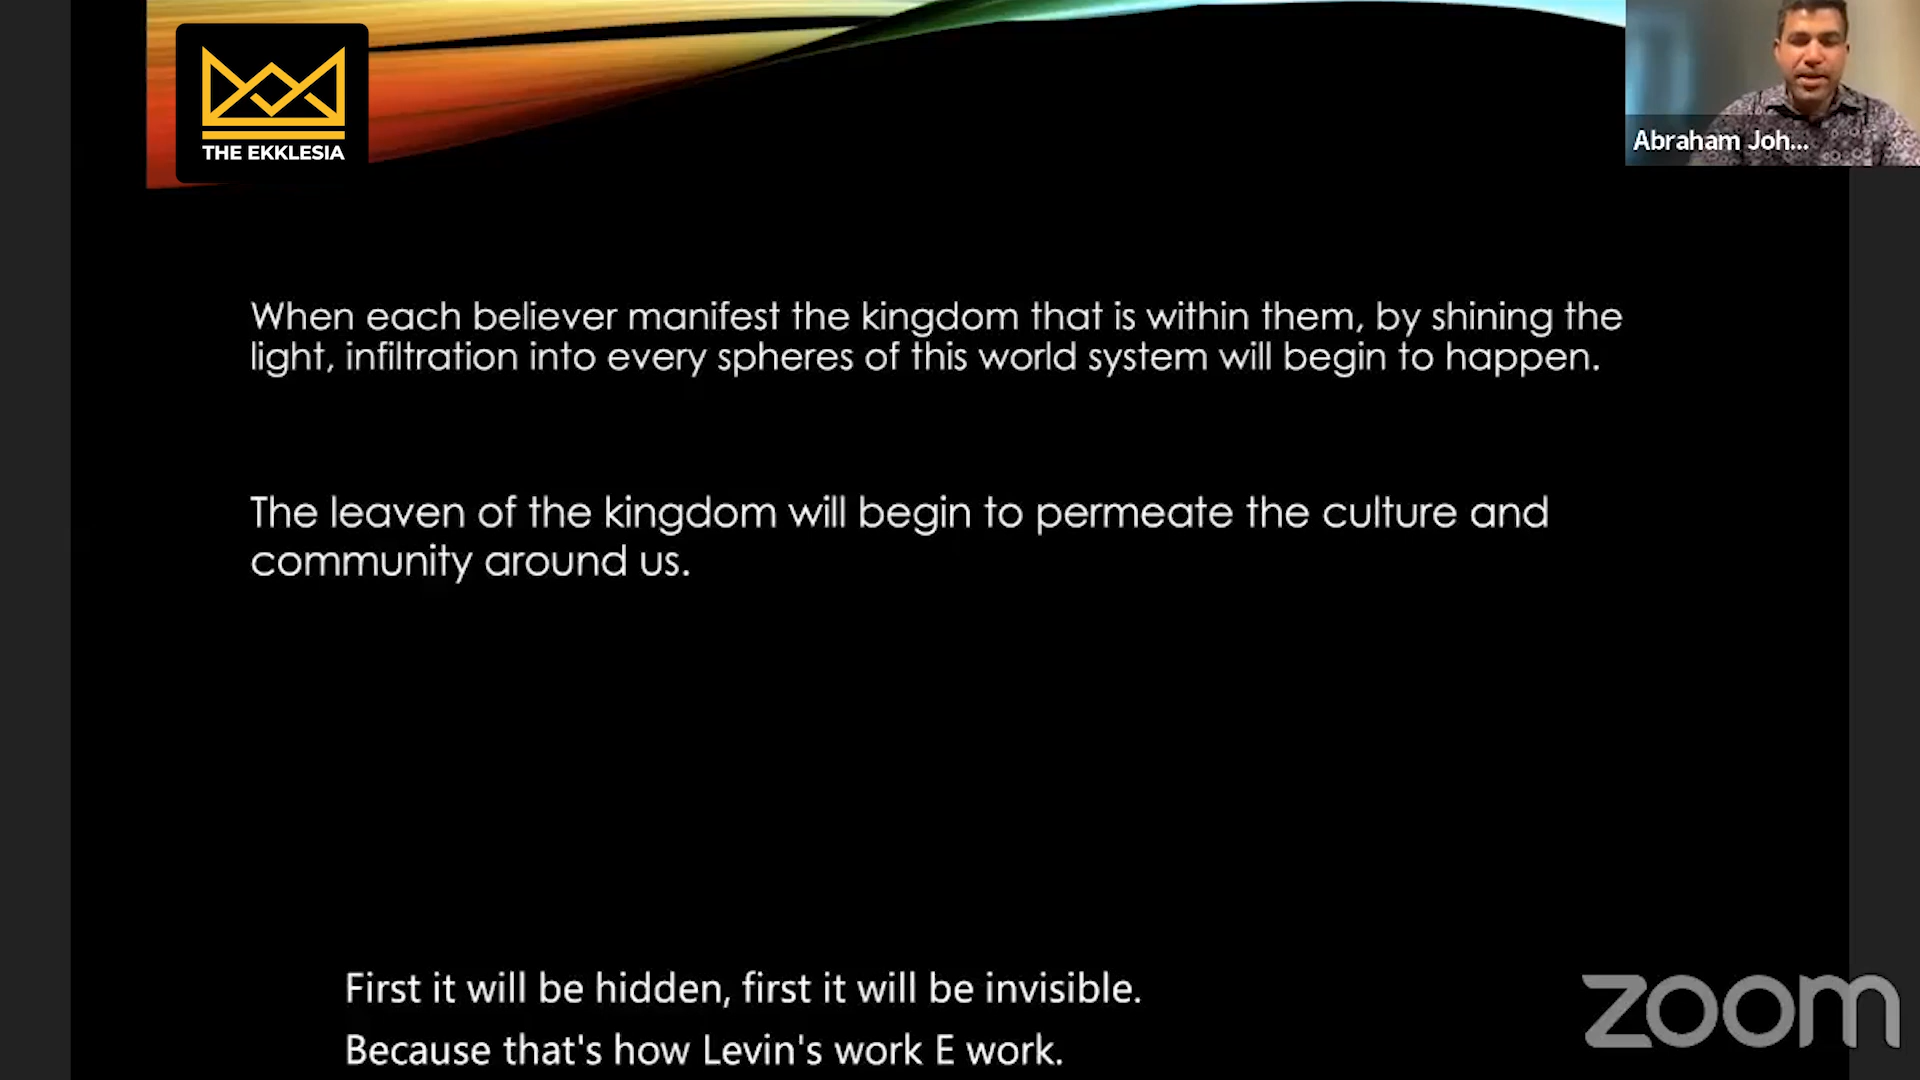 THE EKKLESIA
Abraham Joh...
When each believer manifest the kingdom that is within them, by shining the
light, infiltration into every spheres of this world system will begin to happen.
The leaven of the kingdom will begin to permeate the culture and
community around us.
First it will be hidden, first it will be invisible.
Because that's how Levin's work E work.
zoom